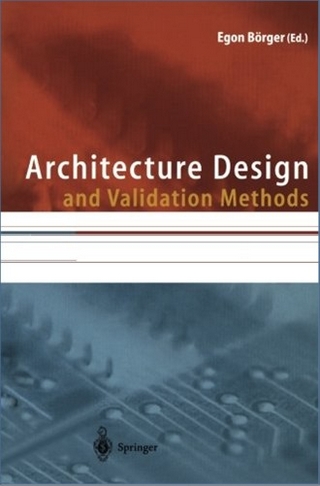 Egon Börger (Ed.)
Architecture Design
and Validation Methods
Springer